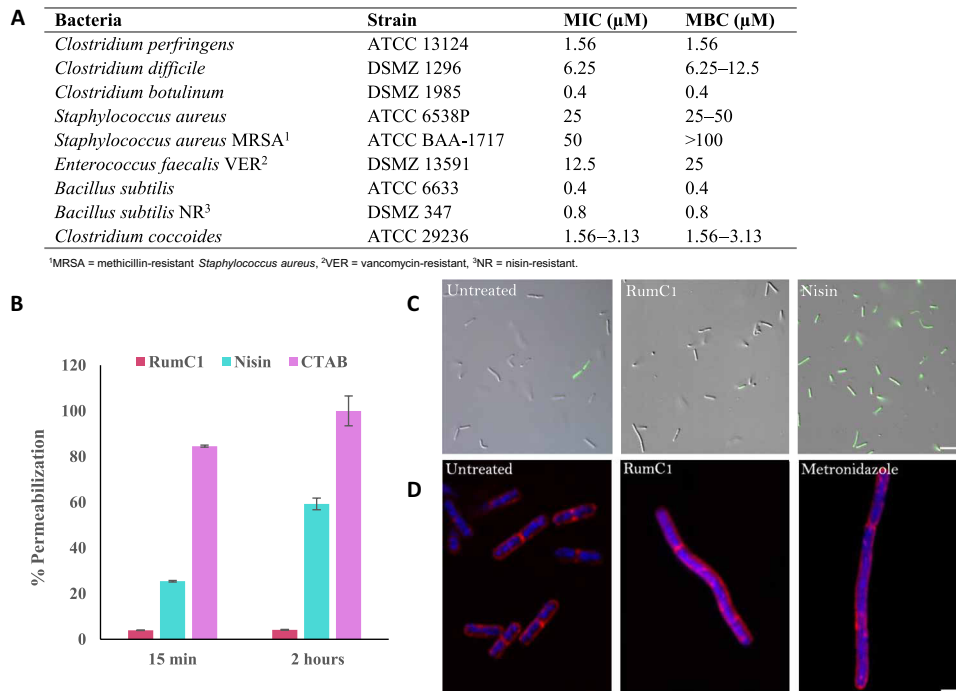 A
Bacteria Strain MIC (µM) MBC (µM)
Clostridium perfringens ATCC 13124 1.56 1.56
Clostridium difficile DSMZ 1296 6.25 6.25–12.5
Clostridium botulinum DSMZ 1985 0.4 0.4
Staphylococcus aureus ATCC 6538P 25 25–50
Staphylococcus aureus MRSA¹ ATCC BAA-1717 50 >100
Enterococcus faecalis VER² DSMZ 13591 12.5 25
Bacillus subtilis ATCC 6633 0.4 0.4
Bacillus subtilis NR³ DSMZ 347 0.8 0.8
Clostridium coccoides ATCC 29236 1.56–3.13 1.56–3.13
¹MRSA = methicillin-resistant Staphylococcus aureus, ²VER = vancomycin-resistant, ³NR = nisin-resistant.
B
RumC1 Nisin CTAB
% Permeabilization
120
100
80
60
40
20
0
15 min 2 hours
C
Untreated RumC1 Nisin
D
Untreated RumC1 Metronidazole